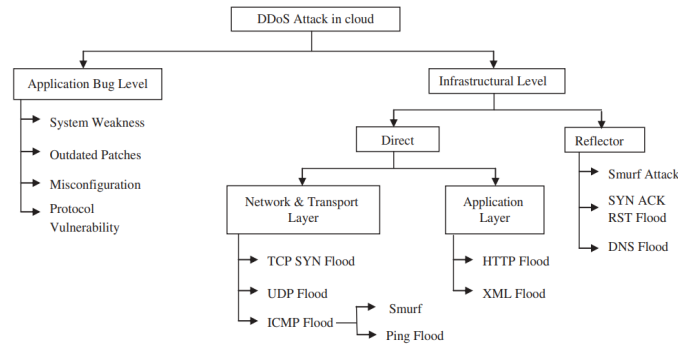 DDoS Attack in cloud
Application Bug Level
Infrastructural Level
System Weakness
Outdated Patches
Misconfiguration
Protocol
Vulnerability
Direct
Reflector
Network & Transport
Layer
Application
Layer
Smurf Attack
SYN ACK
RST Flood
DNS Flood
TCP SYN Flood
UDP Flood
ICMP Flood
Smurf
Ping Flood
HTTP Flood
XML Flood